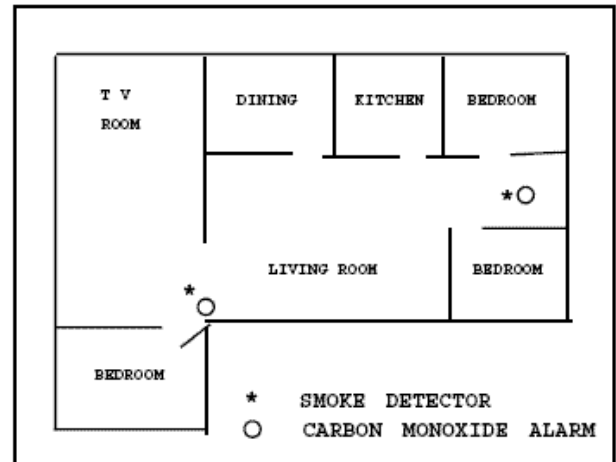 T V
ROOM
DINING
KITCHEN
BEDROOM
*
LIVING ROOM
BEDROOM
*
BEDROOM
* SMOKE DETECTOR
CARBON MONOXIDE ALARM